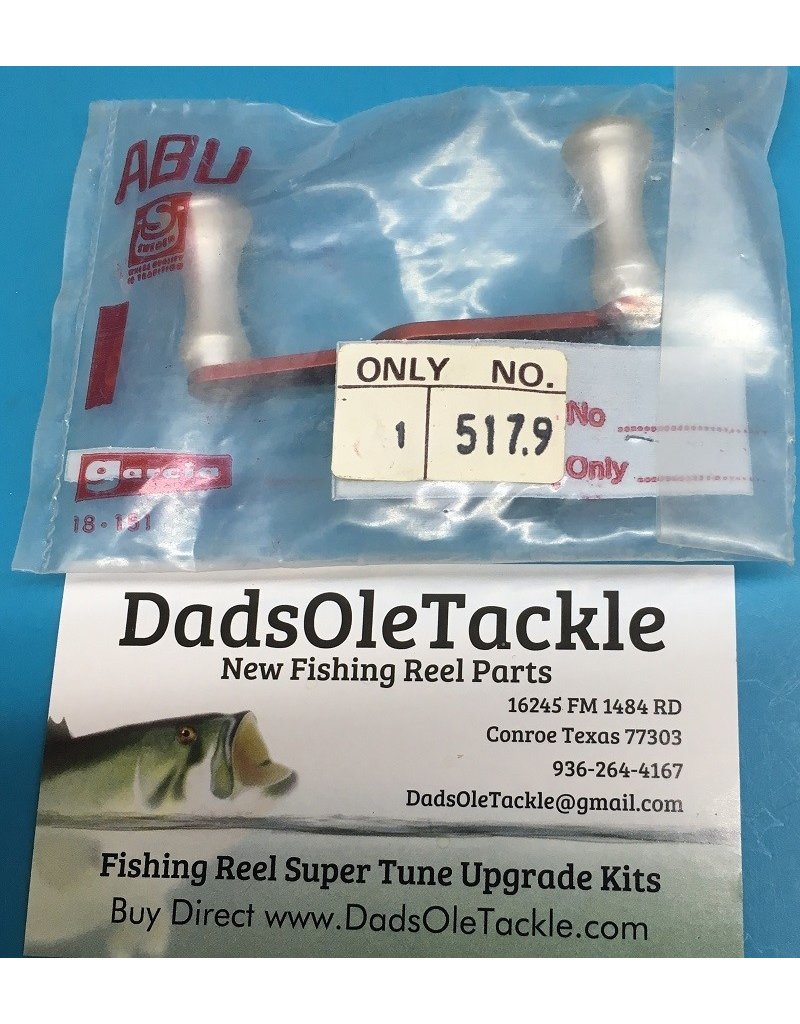 ABU
S
SWEDEN
ONLY NO.
1 517.9
No
Only
garcia
18-151
DadsOleTackle
New Fishing Reel Parts
16245 FM 1484 RD
Conroe Texas 77303
936-264-4167
DadsOleTackle@gmail.com
Fishing Reel Super Tune Upgrade Kits
Buy Direct www.DadsOleTackle.com